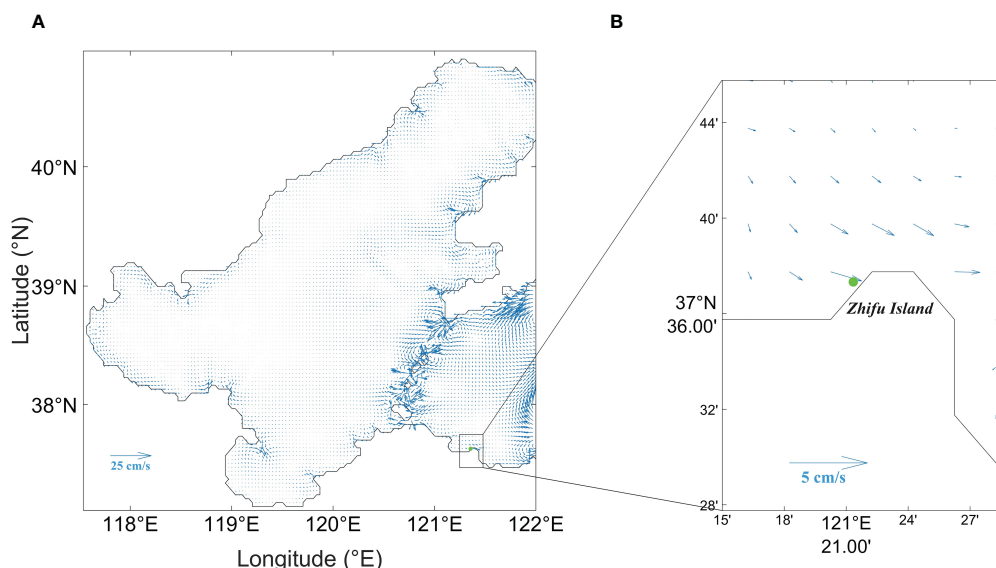 A
B
Latitude (°N)
40°N
39°N
38°N
25 cm/s
118°E
119°E
120°E
121°E
122°E
Longitude (°E)
44'
40'
37°N
36.00'
32'
28'
Zhifu Island
5 cm/s
15'
18'
121°E
21.00'
24'
27'